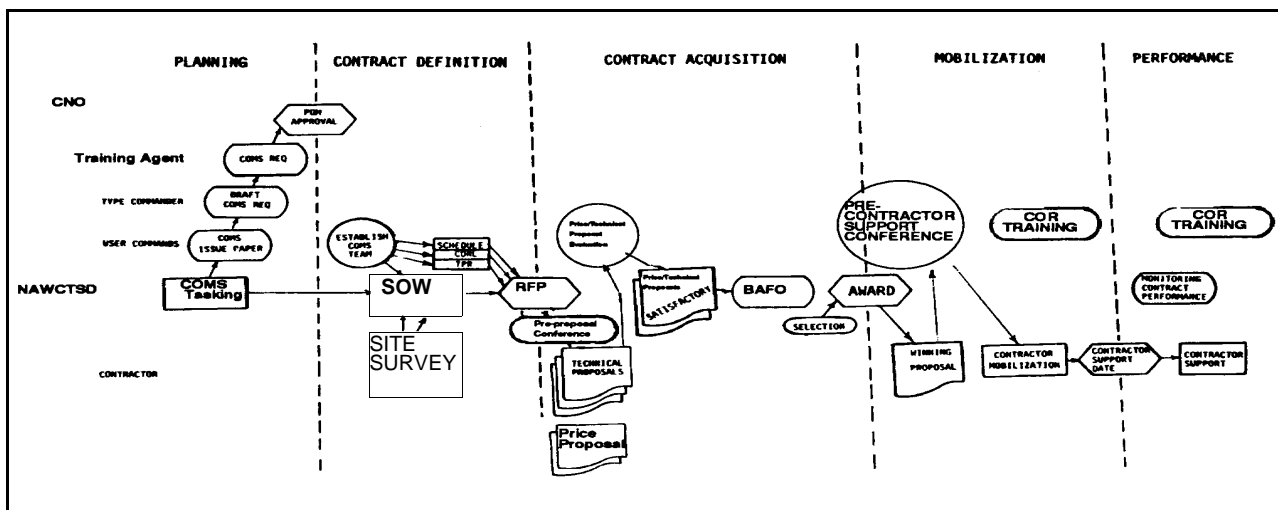 PLANNING
CONTRACT DEFINITION
CONTRACT ACQUISITION
MOBILIZATION
PERFORMANCE
CNO
POM
APPROVAL
Training Agent
COMS REQ
TYPE COMMANDER
DRAFT
COMS REQ
USER COMMANDS
COMS
ISSUE PAPER
NAWCTSD
COMS
Tasking
CONTRACTOR
ESTABLISH
COMS
TEAM
SCHEDULE
CDRL
TPR
SOW
SITE
SURVEY
RFP
Pre-proposal
Conference
Price/Technical
Proposal
Evaluation
TECHNICAL
PROPOSALS
Price
Proposal
Price/Technical
Proposals
SATISFACTORY
BAFO
SELECTION
AWARD
PRE-
CONTRACTOR
SUPPORT
CONFERENCE
WINNING
PROPOSAL
COR
TRAINING
CONTRACTOR
MOBILIZATION
CONTRACTOR
SUPPORT
DATE
COR
TRAINING
MONITORING
CONTRACT
PERFORMANCE
CONTRACTOR
SUPPORT